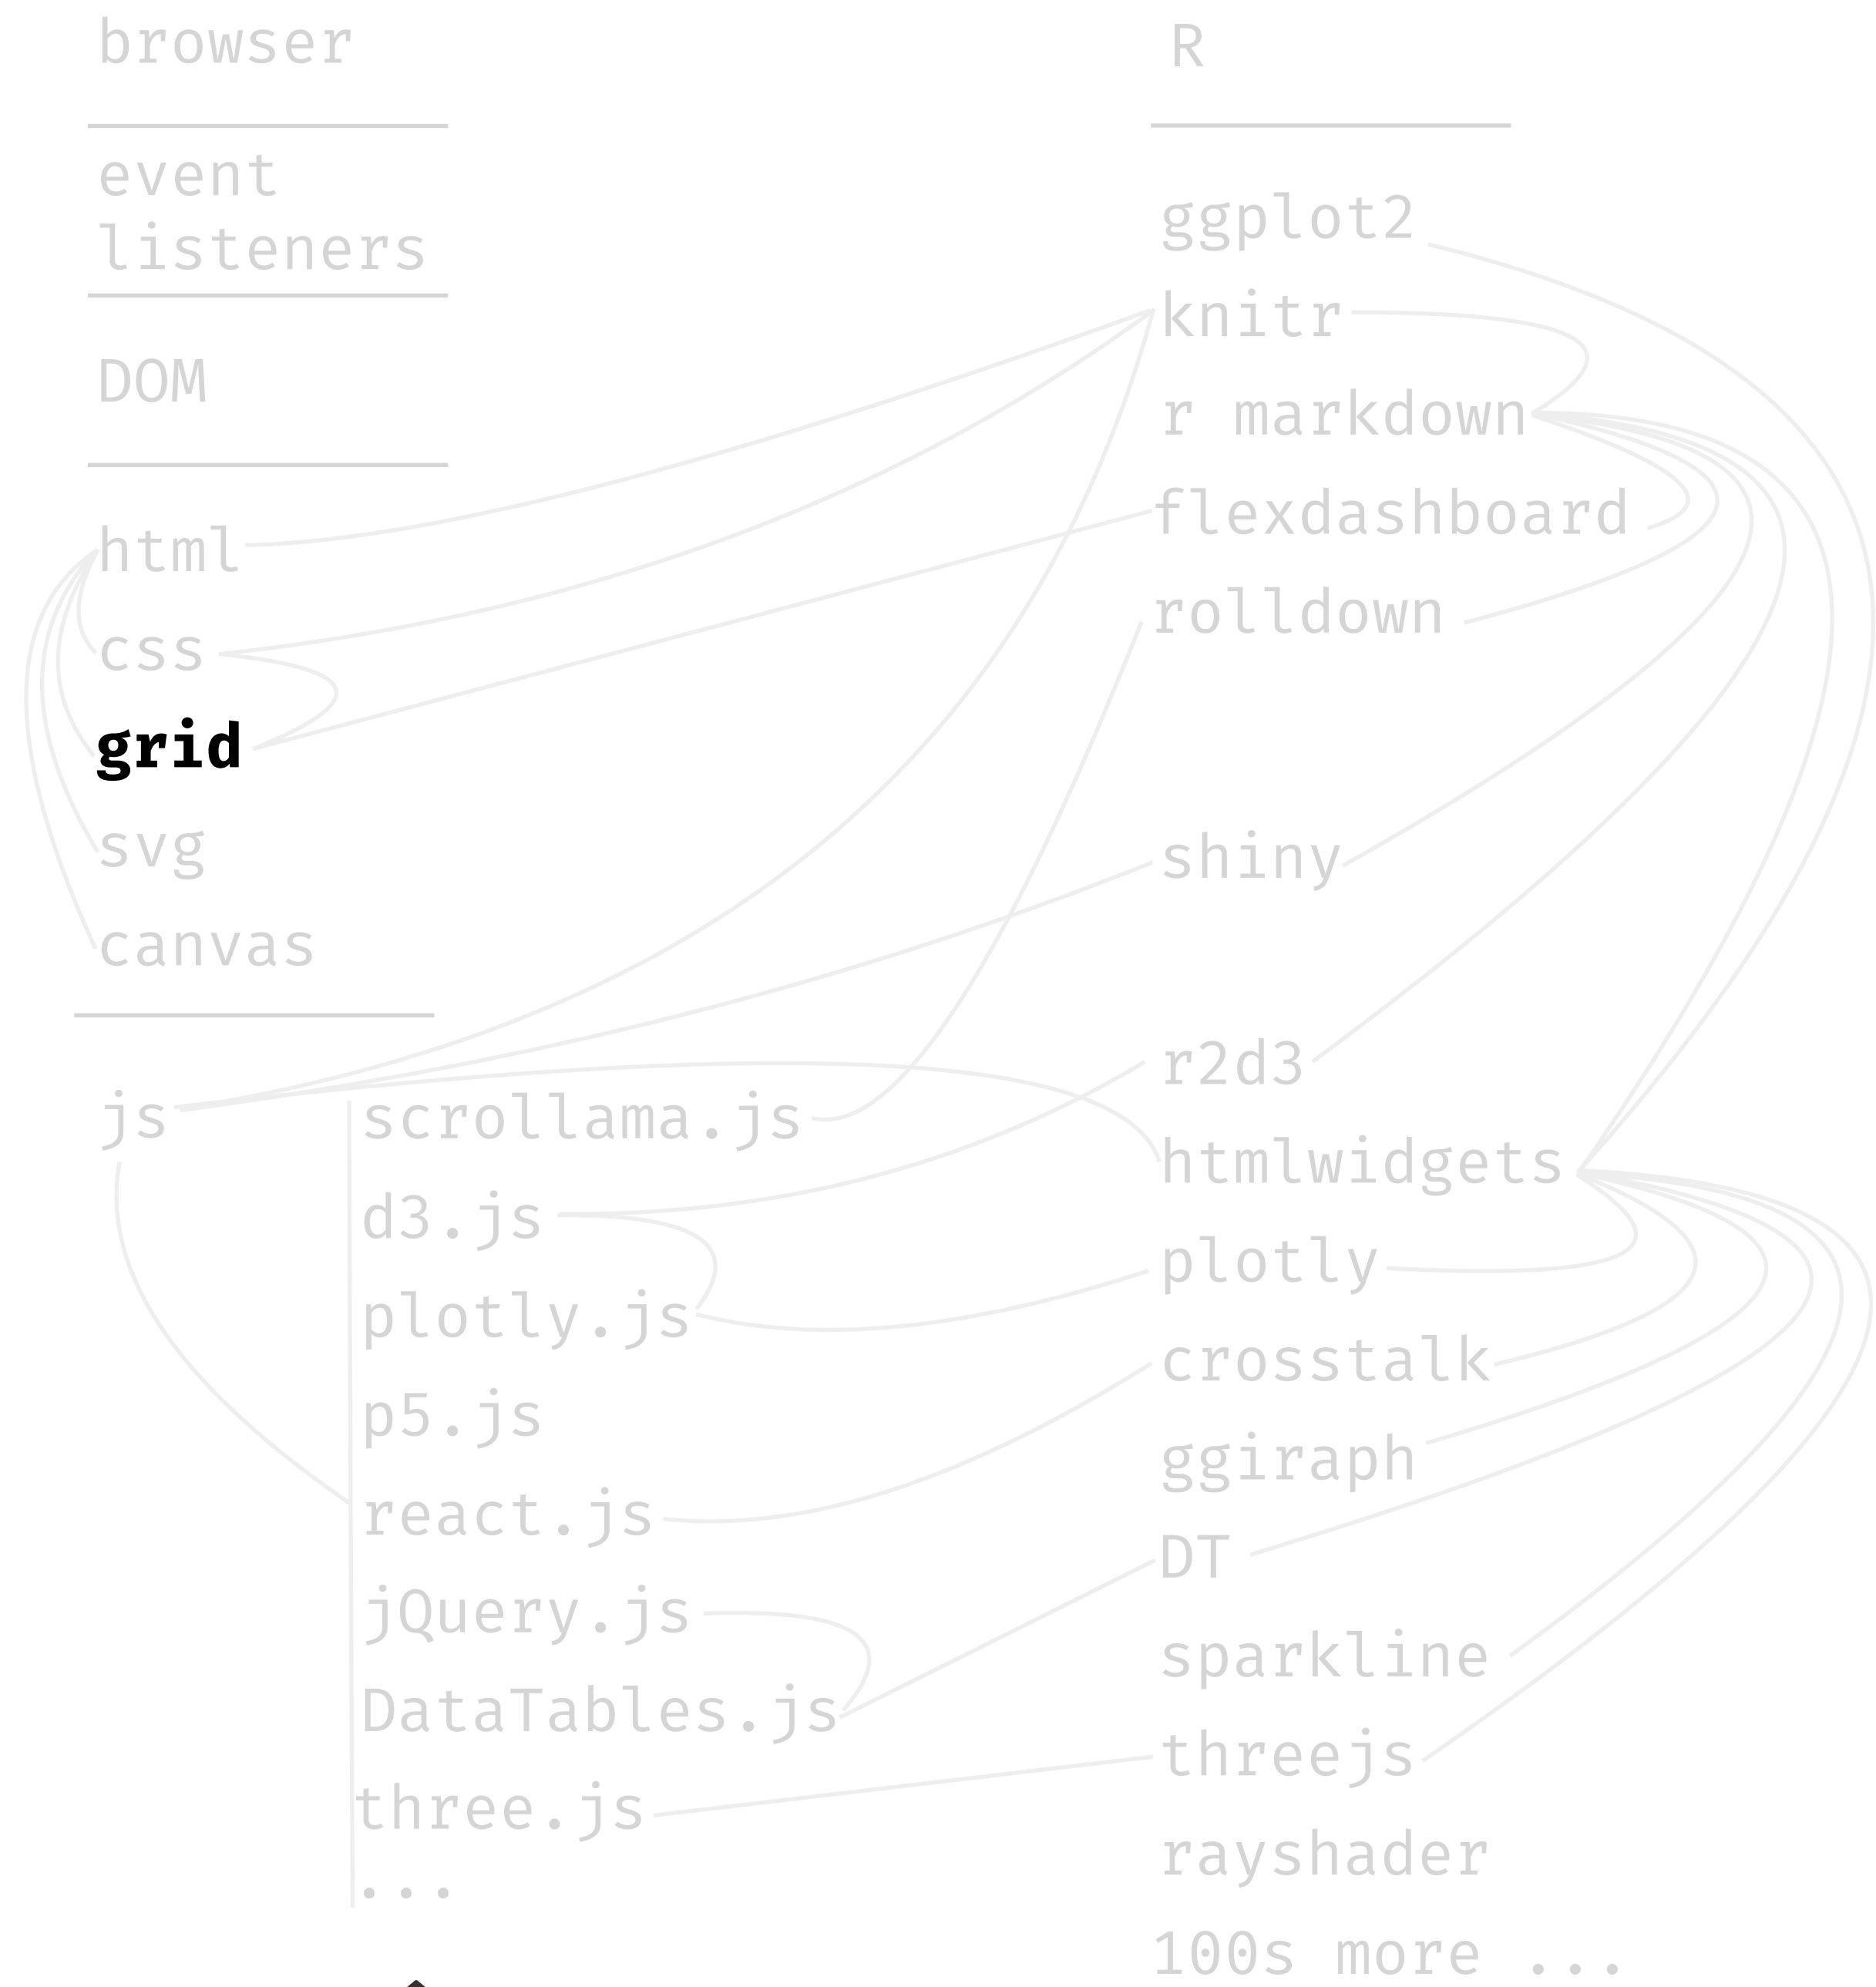 browser
event
listeners
DOM
html
css
grid
svg
canvas
js
scrollama.js
d3.js
plotly.js
p5.js
react.js
jQuery.js
DataTables.js
three.js
...
R
ggplot2
knitr
r markdown
flexdashboard
rolldown
shiny
r2d3
htmlwidgets
plotly
crosstalk
ggiraph
DT
sparkline
threejs
rayshader
100s more ...